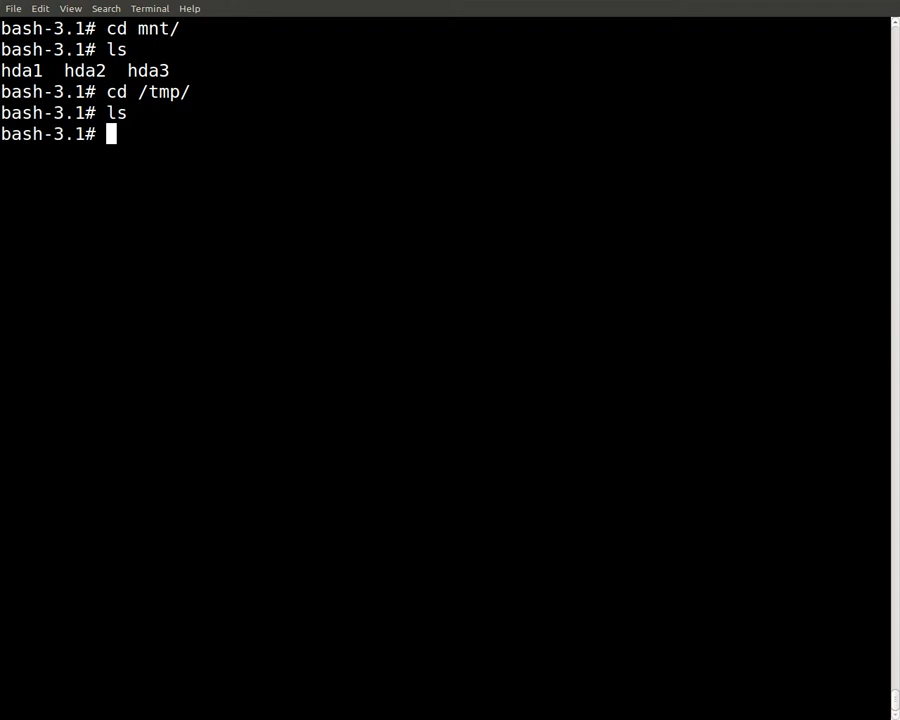 File Edit View Search Terminal Help
bash-3.1# cd mnt/
bash-3.1# ls
hda1  hda2  hda3
bash-3.1# cd /tmp/
bash-3.1# ls
bash-3.1#